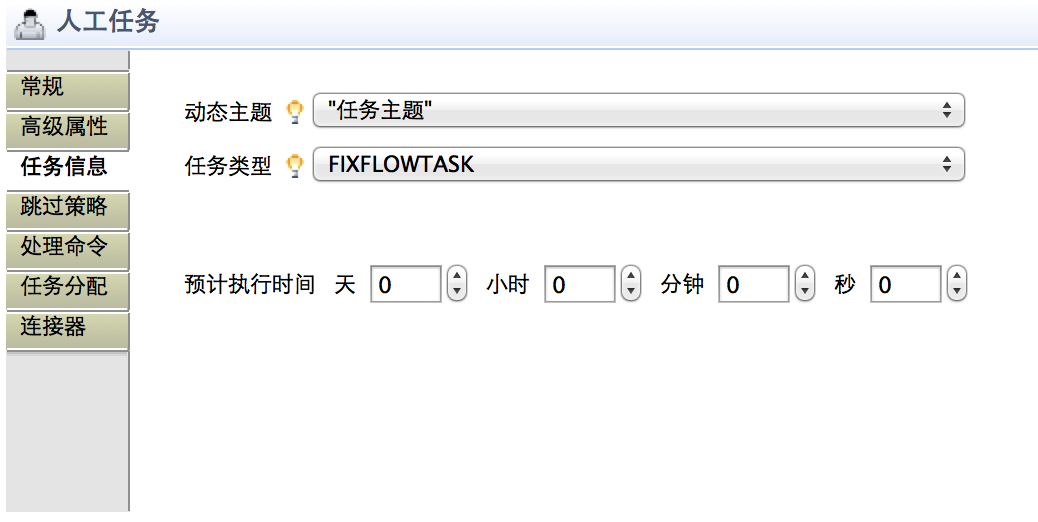 人工任务
常规
高级属性
任务信息
跳过策略
处理命令
任务分配
连接器
动态主题 "任务主题"
任务类型 FIXFLOWTASK
预计执行时间 天 0 小时 0 分钟 0 秒 0